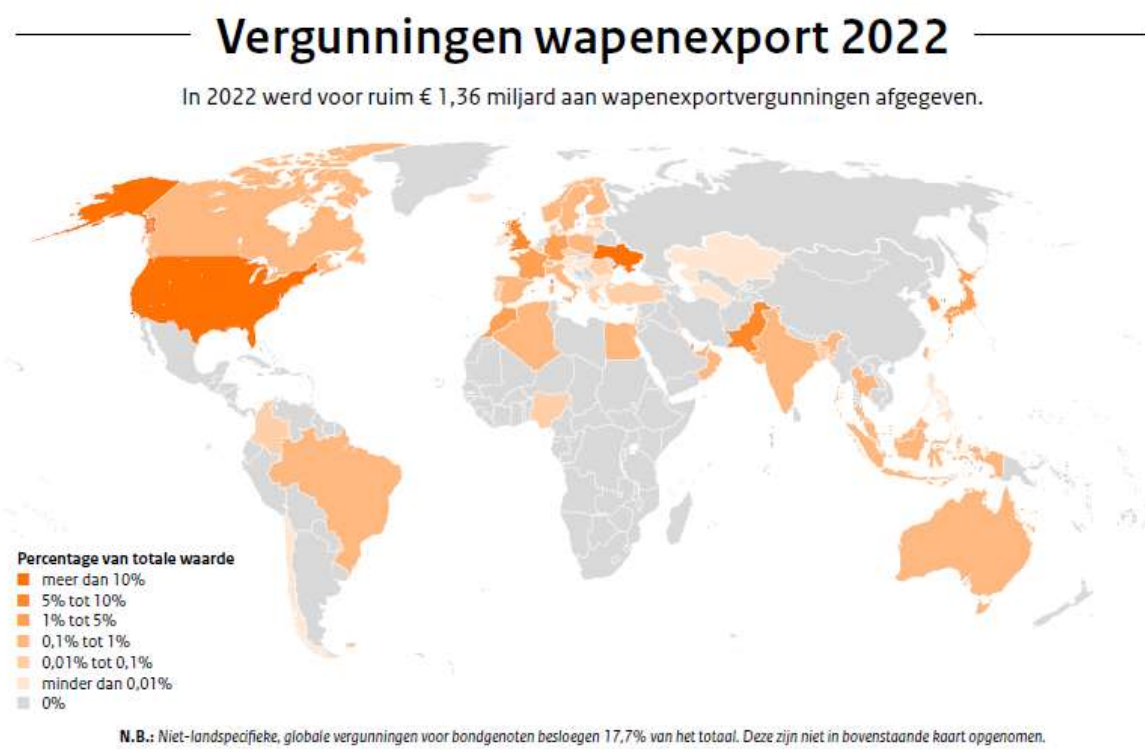 Vergunningen wapenexport 2022
In 2022 werd voor ruim € 1,36 miljard aan wapenexportvergunningen afgegeven.
Percentage van totale waarde
meer dan 10%
5% tot 10%
1% tot 5%
0,1% tot 1%
0,01% tot 0,1%
minder dan 0,01%
0%
N.B.: Niet-landspecifieke, globale vergunningen voor bondgenoten besloegen 17,7% van het totaal. Deze zijn niet in bovenstaande kaart opgenomen.